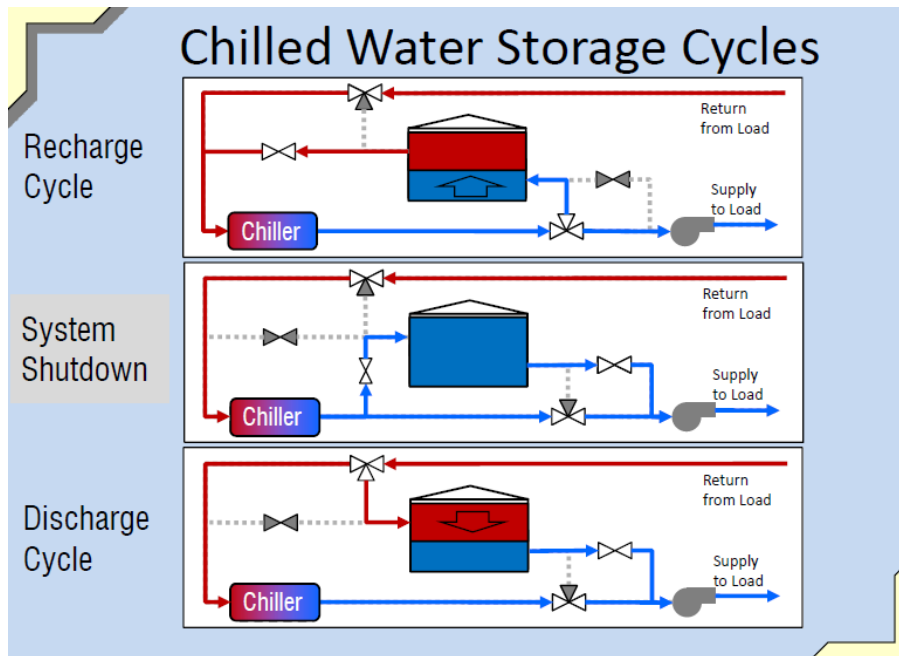 Chilled Water Storage Cycles
Recharge
Cycle
Return
from Load
Supply
to Load
Chiller
System
Shutdown
Return
from Load
Supply
to Load
Chiller
Discharge
Cycle
Return
from Load
Supply
to Load
Chiller